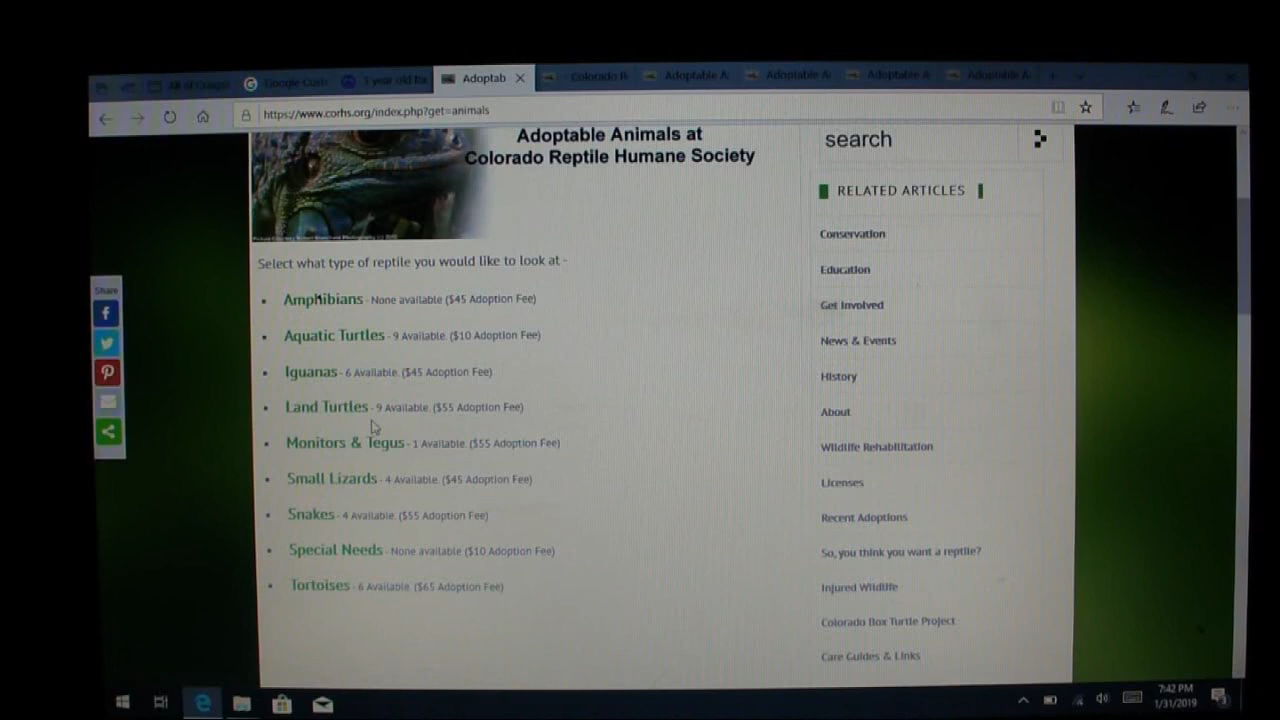 Adoptab
Adoptable A
Adoptable A
Adoptable A
Adoptable A
https://www.corhs.org/index.php?get=animals
Adoptable Animals at
Colorado Reptile Humane Society
search
RELATED ARTICLES
Select what type of reptile you would like to look at -
Amphibians - None available ($45 Adoption Fee)
Aquatic Turtles - 9 Available. ($10 Adoption Fee)
Iguanas - 6 Available. ($45 Adoption Fee)
Land Turtles - 9 Available. ($55 Adoption Fee)
Monitors & Tegus - 1 Available. ($55 Adoption Fee)
Small Lizards - 4 Available. ($45 Adoption Fee)
Snakes - 4 Available. ($55 Adoption Fee)
Special Needs - None available ($10 Adoption Fee)
Tortoises - 6 Available. ($65 Adoption Fee)
Share
Conservation
Education
Get Involved
News & Events
History
About
Wildlife Rehabilitation
Licenses
Recent Adoptions
So, you think you want a reptile?
Injured Wildlife
Colorado Box Turtle Project
Care Guides & Links
7:42 PM
1/31/2019